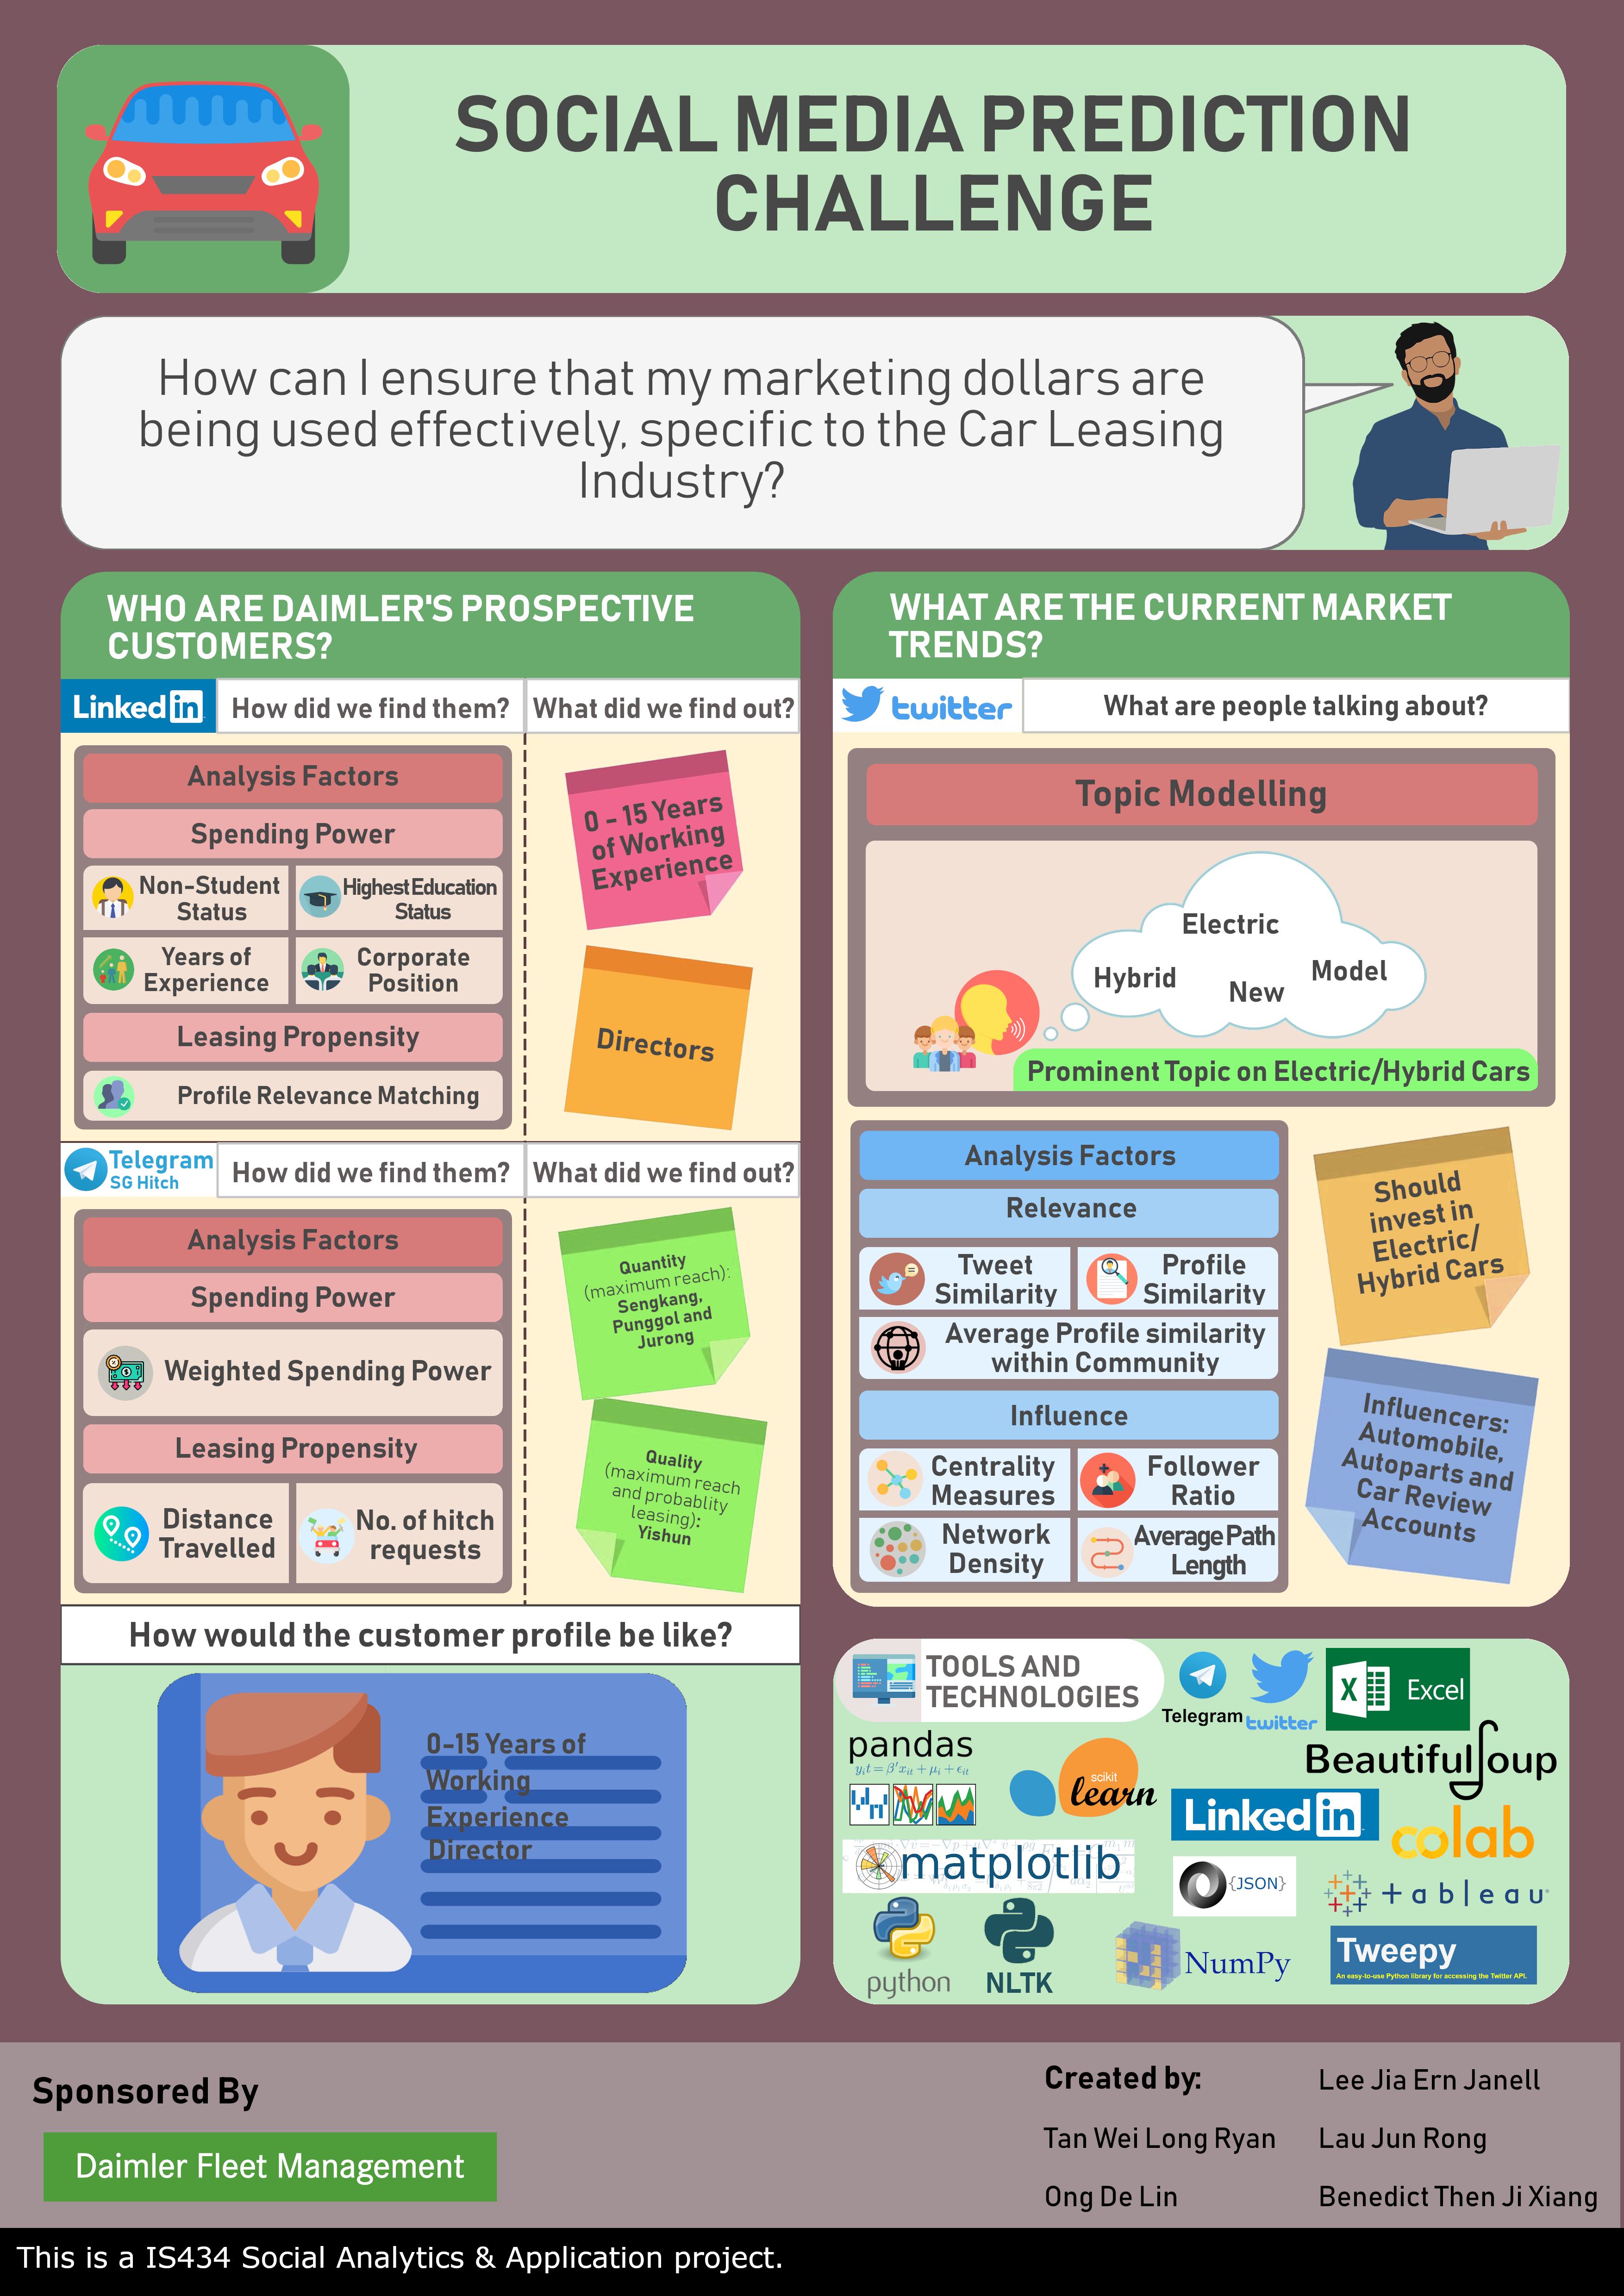 SOCIAL MEDIA PREDICTION
CHALLENGE
How can I ensure that my marketing dollars are
being used effectively, specific to the Car Leasing
Industry?
WHO ARE DAIMLER'S PROSPECTIVE
CUSTOMERS?
Linked in
How did we find them?
What did we find out?
Analysis Factors
Spending Power
Non-Student
Status
Highest Education
Status
Years of
Experience
Corporate
Position
Leasing Propensity
Profile Relevance Matching
0 - 15 Years
of Working
Experience
Directors
Telegram
SG Hitch
How did we find them?
What did we find out?
Analysis Factors
Spending Power
Weighted Spending Power
Leasing Propensity
Distance
Travelled
No. of hitch
requests
Quantity
(maximum reach):
Sengkang,
Punggol and
Jurong
Quality
(maximum reach
and probablity
leasing):
Yishun
How would the customer profile be like?
0-15 Years of
Working
Experience
Director
WHAT ARE THE CURRENT MARKET
TRENDS?
twitter
What are people talking about?
Topic Modelling
Electric
Hybrid
New
Model
Prominent Topic on Electric/Hybrid Cars
Analysis Factors
Relevance
Tweet
Similarity
Profile
Similarity
Average Profile similarity
within Community
Influence
Centrality
Measures
Follower
Ratio
Network
Density
Average Path
Length
Should
invest in
Electric/
Hybrid Cars
Influencers:
Automobile,
Autoparts and
Car Review
Accounts
TOOLS AND
TECHNOLOGIES
Telegram
twitter
X Excel
pandas
scikit
learn
BeautifulSoup
Linked in
colab
matplotlib
{JSON}
+ableau
python
NLTK
NumPy
Tweepy
An easy-to-use Python library for accessing the Twitter API.
Sponsored By
Daimler Fleet Management
Created by:
Lee Jia Ern Janell
Tan Wei Long Ryan
Lau Jun Rong
Ong De Lin
Benedict Then Ji Xiang
This is a IS434 Social Analytics & Application project.